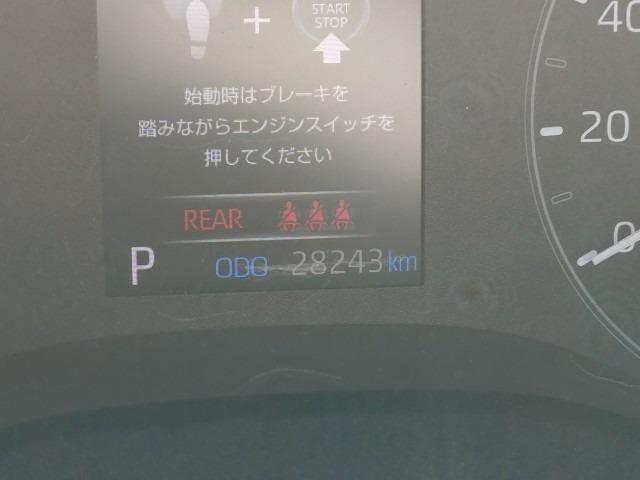 START
STOP
+
始動時はブレーキを
踏みながらエンジンスイッチを
押してください
REAR
P ODO 28243 km
40
20
0